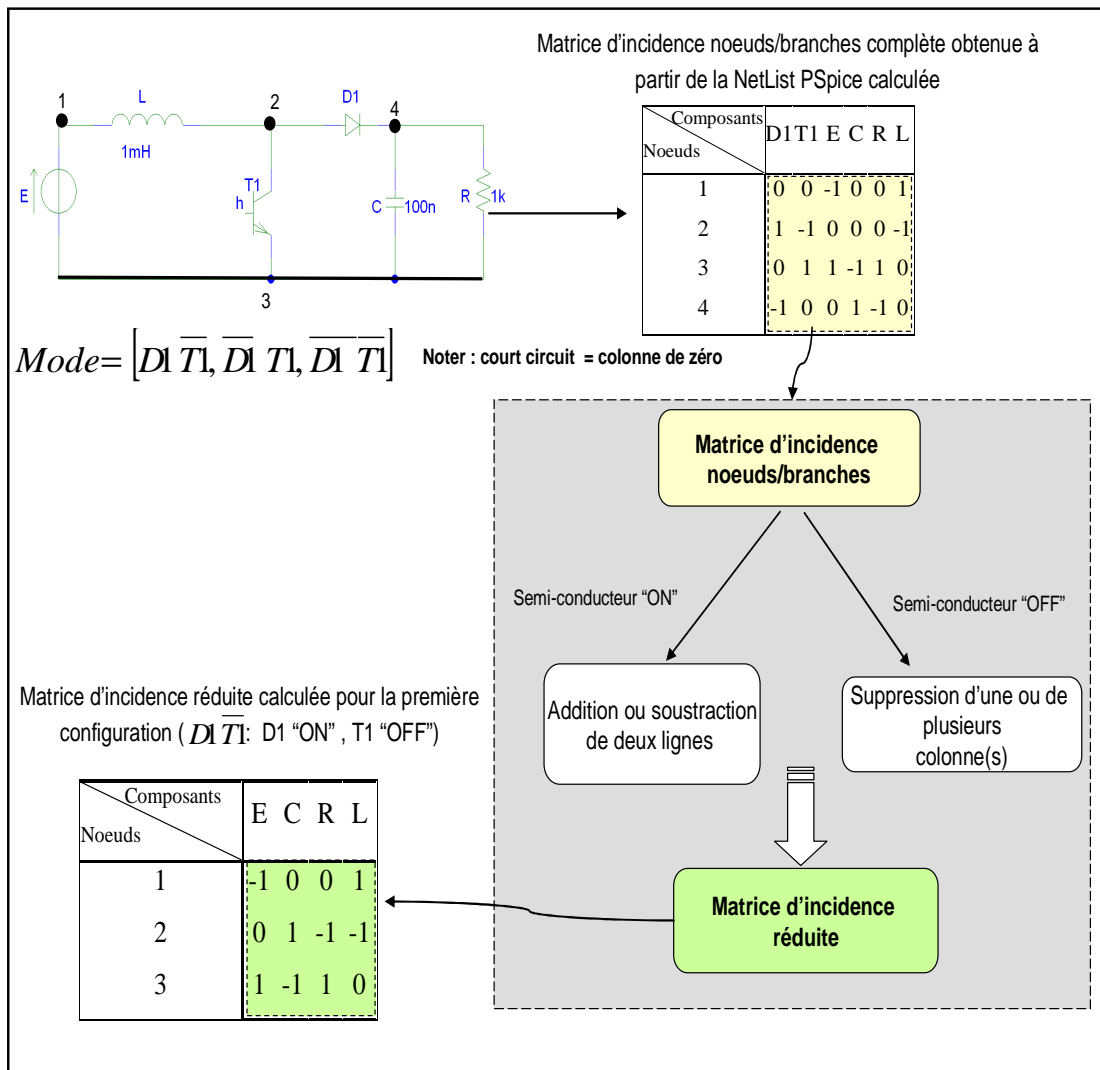 Matrice d'incidence noeuds/branches complète obtenue à
partir de la NetList PSpice calculée
1
L
1mH
2
D1
4
E
T1
h
C
100n
R
1k
3
Composants
Noeuds
D1 T1 E C R L
1 0 0 -1 0 0 1
2 1 -1 0 0 0 -1
3 0 1 1 -1 1 0
4 -1 0 0 1 -1 0
Mode= [D1 T̅1̅, D̅1̅ T1, D̅1̅ T̅1̅]
Noter : court circuit = colonne de zéro
Matrice d'incidence
noeuds/branches
Semi-conducteur "ON"
Semi-conducteur "OFF"
Addition ou soustraction
de deux lignes
Suppression d'une ou de
plusieurs
colonne(s)
Matrice d'incidence
réduite
Matrice d'incidence réduite calculée pour la première
configuration ( D1 T̅1̅: D1 "ON" , T1 "OFF")
Composants
Noeuds
E C R L
1 -1 0 0 1
2 0 1 -1 -1
3 1 -1 1 0